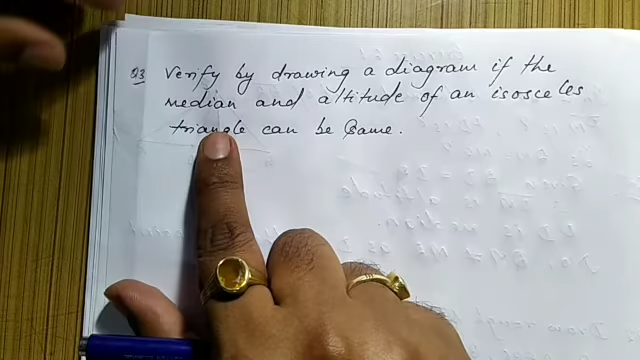 Q3 Verify by drawing a diagram if the
median and altitude of an isosceles
triangle can be same.